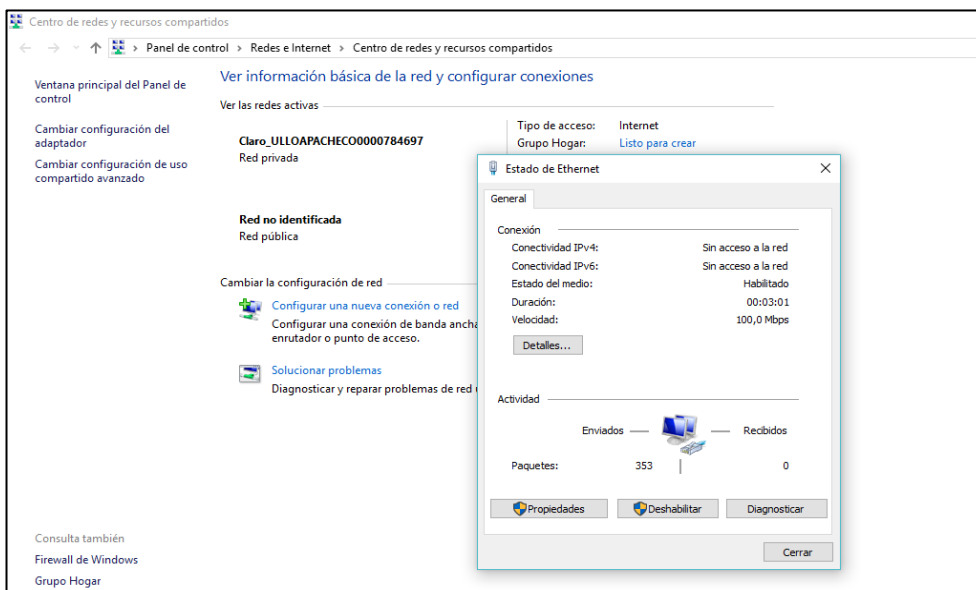 Centro de redes y recursos compartidos
Panel de control > Redes e Internet > Centro de redes y recursos compartidos
Ventana principal del Panel de
control
Cambiar configuración del
adaptador
Cambiar configuración de uso
compartido avanzado
Consulta también
Firewall de Windows
Grupo Hogar
Ver información básica de la red y configurar conexiones
Ver las redes activas
Claro_ULLOAPACHECO0000784697
Red privada
Tipo de acceso: Internet
Grupo Hogar: Listo para crear
Red no identificada
Red pública
Cambiar la configuración de red
Configurar una nueva conexión o red
Configurar una conexión de banda ancha
enrutador o punto de acceso.
Solucionar problemas
Diagnosticar y reparar problemas de red
Estado de Ethernet
General
Conexión
Conectividad IPv4: Sin acceso a la red
Conectividad IPv6: Sin acceso a la red
Estado del medio: Habilitado
Duración: 00:03:01
Velocidad: 100,0 Mbps
Detalles...
Actividad
Enviados — — Recibidos
Paquetes: 353 | 0
Propiedades
Deshabilitar
Diagnosticar
Cerrar